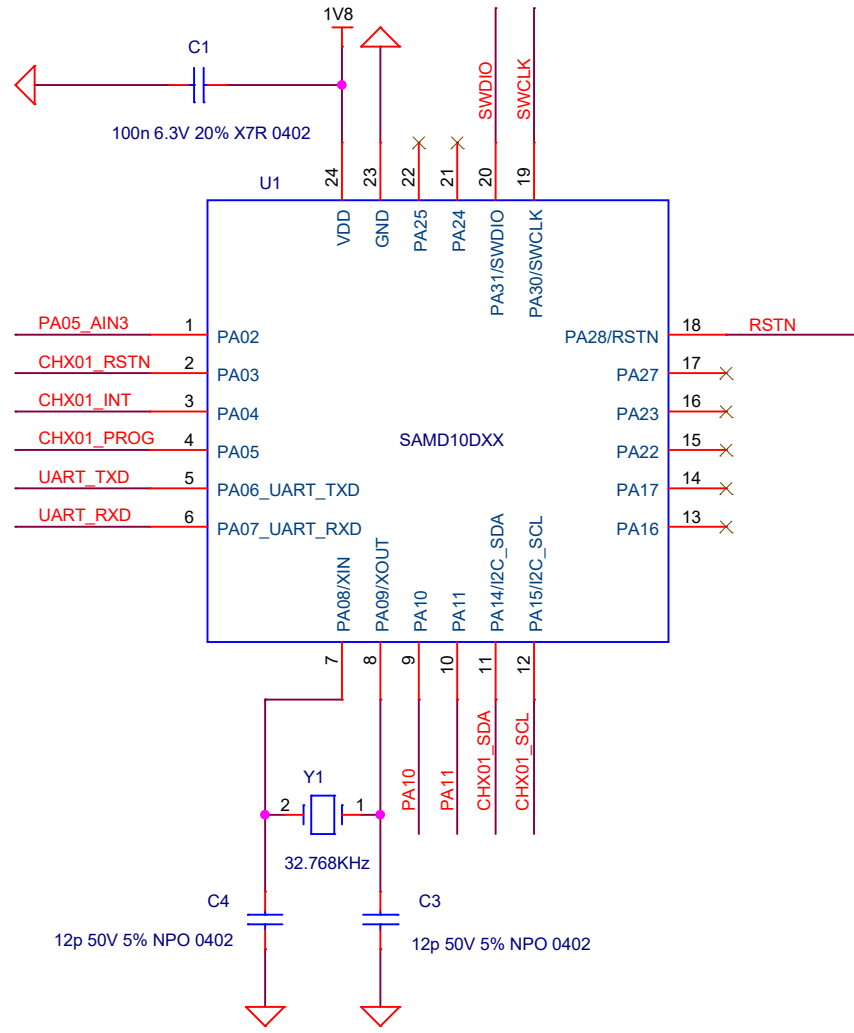 1V8
C1
100n 6.3V 20% X7R 0402
SWDIO
SWCLK
U1
24
23
22
21
20
19
VDD
GND
PA25
PA24
PA31/SWDIO
PA30/SWCLK
PA05_AIN3
1
PA02
CHX01_RSTN
2
PA03
CHX01_INT
3
PA04
CHX01_PROG
4
PA05
UART_TXD
5
PA06_UART_TXD
UART_RXD
6
PA07_UART_RXD
SAMD10DXX
PA28/RSTN
18
RSTN
PA27
17
PA23
16
PA22
15
PA17
14
PA16
13
PA08/XIN
PA09/XOUT
PA10
PA11
PA14/I2C_SDA
PA15/I2C_SCL
7
8
9
10
11
12
PA10
PA11
CHX01_SDA
CHX01_SCL
Y1
2
1
32.768KHz
C4
12p 50V 5% NPO 0402
C3
12p 50V 5% NPO 0402